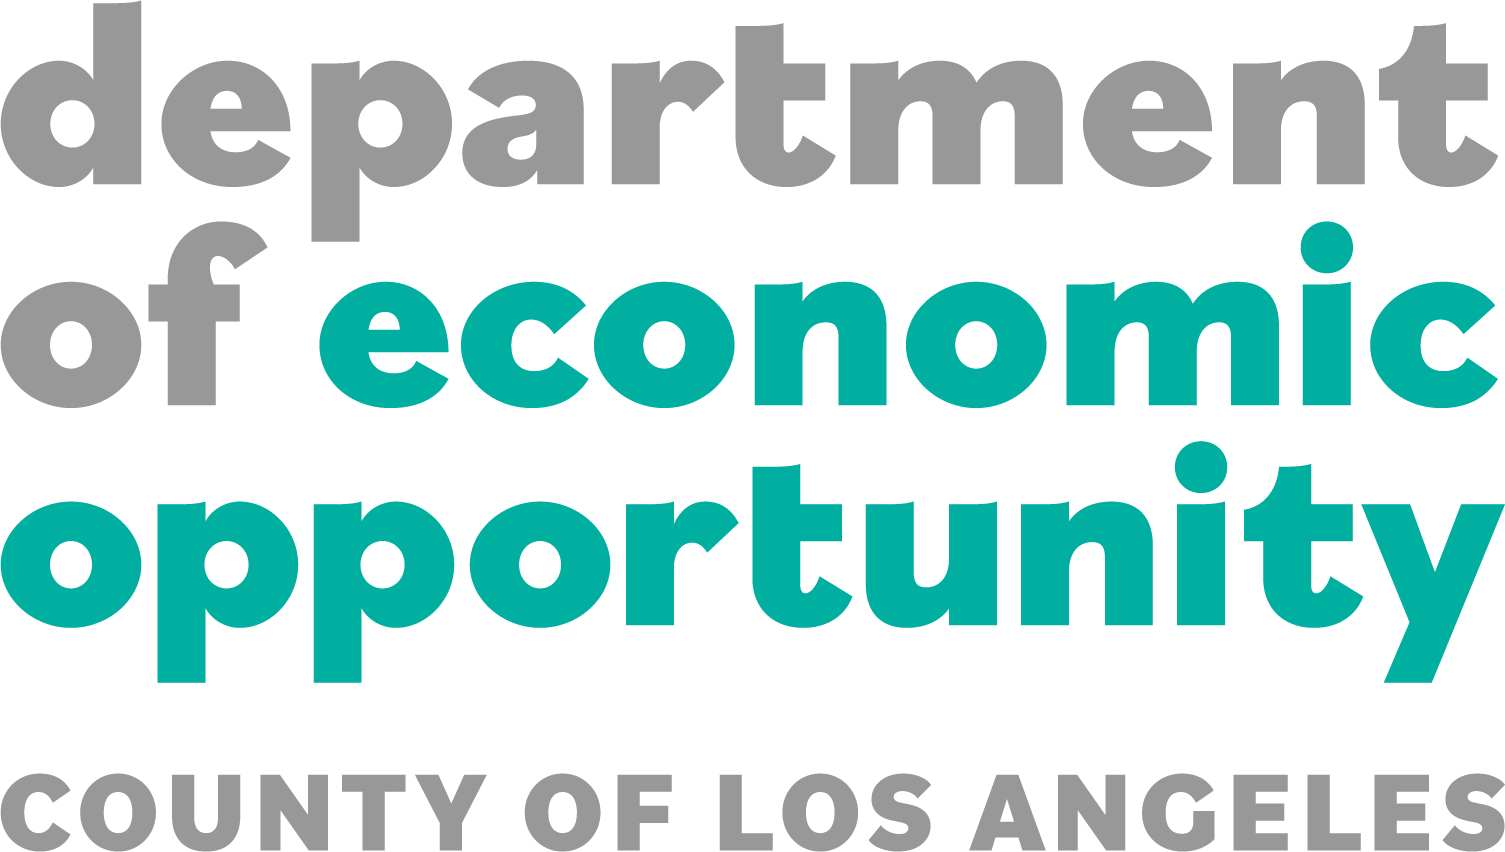 department
of economic
opportunity
COUNTY OF LOS ANGELES